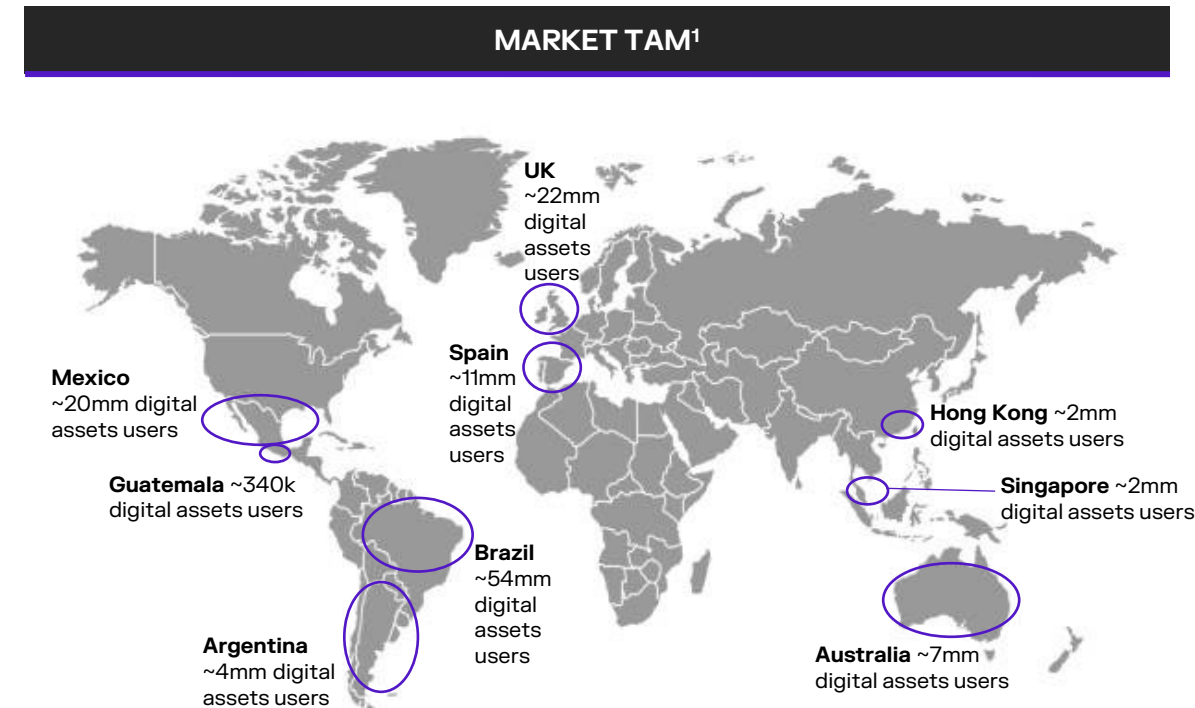 MARKET TAM¹
UK
~22mm
digital
assets
users
Spain
~11mm
digital
assets
users
Mexico
~20mm digital
assets users
Hong Kong ~2mm
digital assets users
Guatemala ~340k
digital assets users
Singapore ~2mm
digital assets users
Brazil
~54mm
digital
assets
users
Argentina
~4mm digital
assets users
Australia ~7mm
digital assets users